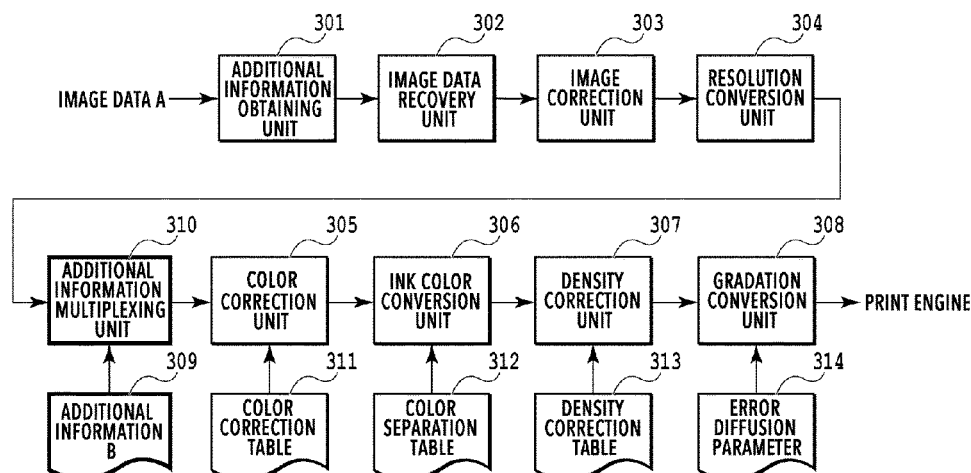 301
302
303
304
IMAGE DATA A
ADDITIONAL
INFORMATION
OBTAINING
UNIT
IMAGE DATA
RECOVERY
UNIT
IMAGE
CORRECTION
UNIT
RESOLUTION
CONVERSION
UNIT
310
305
306
307
308
ADDITIONAL
INFORMATION
MULTIPLEXING
UNIT
COLOR
CORRECTION
UNIT
INK COLOR
CONVERSION
UNIT
DENSITY
CORRECTION
UNIT
GRADATION
CONVERSION
UNIT
PRINT ENGINE
309
311
312
313
314
ADDITIONAL
INFORMATION
B
COLOR
CORRECTION
TABLE
COLOR
SEPARATION
TABLE
DENSITY
CORRECTION
TABLE
ERROR
DIFFUSION
PARAMETER